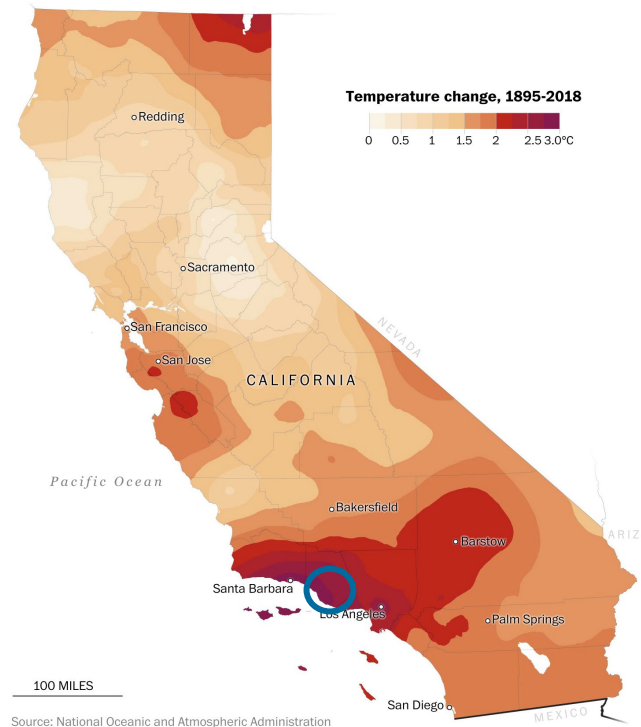 Temperature change, 1895-2018
0 0.5 1 1.5 2 2.5 3.0°C
Redding
Sacramento
San Francisco
San Jose
NEVADA
CALIFORNIA
Pacific Ocean
Bakersfield
ARIZ
Barstow
Santa Barbara
Los Angeles
Palm Springs
100 MILES
San Diego
MEXICO
Source: National Oceanic and Atmospheric Administration